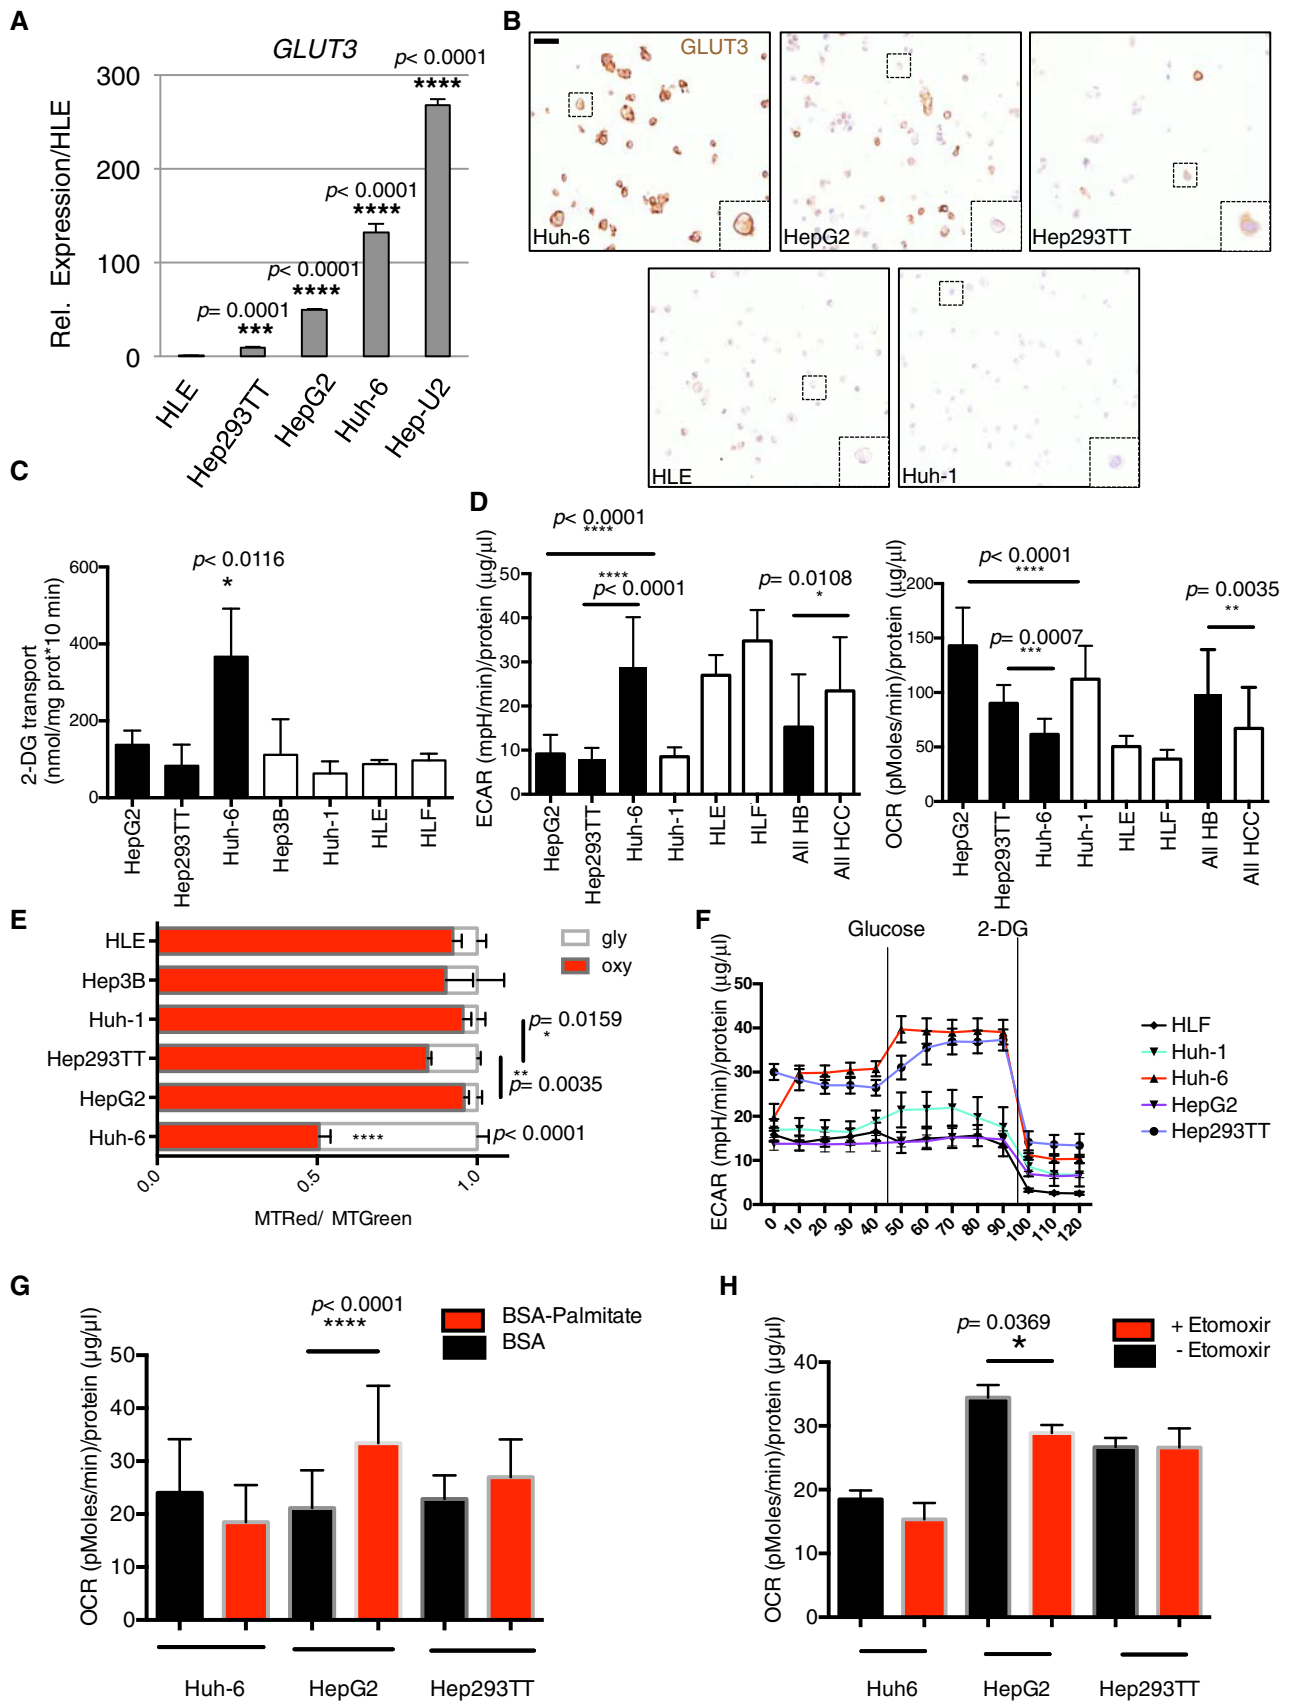 A
GLUT3
Rel. Expression/HLE
300
200
100
0
p= 0.0001
***
p< 0.0001
****
p< 0.0001
****
p< 0.0001
****
HLE
Hep293TT
HepG2
Huh-6
Hep-U2
B
GLUT3
Huh-6
HepG2
Hep293TT
HLE
Huh-1
C
2-DG transport
(nmol/mg prot*10 min)
600
400
200
0
p< 0.0116
*
HepG2
Hep293TT
Huh-6
Hep3B
Huh-1
HLE
HLF
D
ECAR (mpH/min)/protein (µg/µl)
50
40
30
20
10
0
p< 0.0001
****
****
p< 0.0001
p= 0.0108
*
HepG2
Hep293TT
Huh-6
Huh-1
HLE
HLF
All HB
All HCC
OCR (pMoles/min)/protein (µg/µl)
200
150
100
50
0
p< 0.0001
****
p= 0.0007
***
p= 0.0035
**
HepG2
Hep293TT
Huh-6
Huh-1
HLE
HLF
All HB
All HCC
E
HLE
Hep3B
Huh-1
Hep293TT
HepG2
Huh-6
gly
oxy
p= 0.0159
*
**
p= 0.0035
****
p< 0.0001
0.0
0.5
1.0
MTRed/ MTGreen
F
Glucose
2-DG
ECAR (mpH/min)/protein (µg/µl)
50
40
30
20
10
0
0
10
20
30
40
50
60
70
80
90
100
110
120
HLF
Huh-1
Huh-6
HepG2
Hep293TT
G
p< 0.0001
****
BSA-Palmitate
BSA
OCR (pMoles/min)/protein (µg/µl)
50
40
30
20
10
0
Huh-6
HepG2
Hep293TT
H
p= 0.0369
*
+ Etomoxir
- Etomoxir
OCR (pMoles/min)/protein (µg/µl)
40
30
20
10
0
Huh6
HepG2
Hep293TT